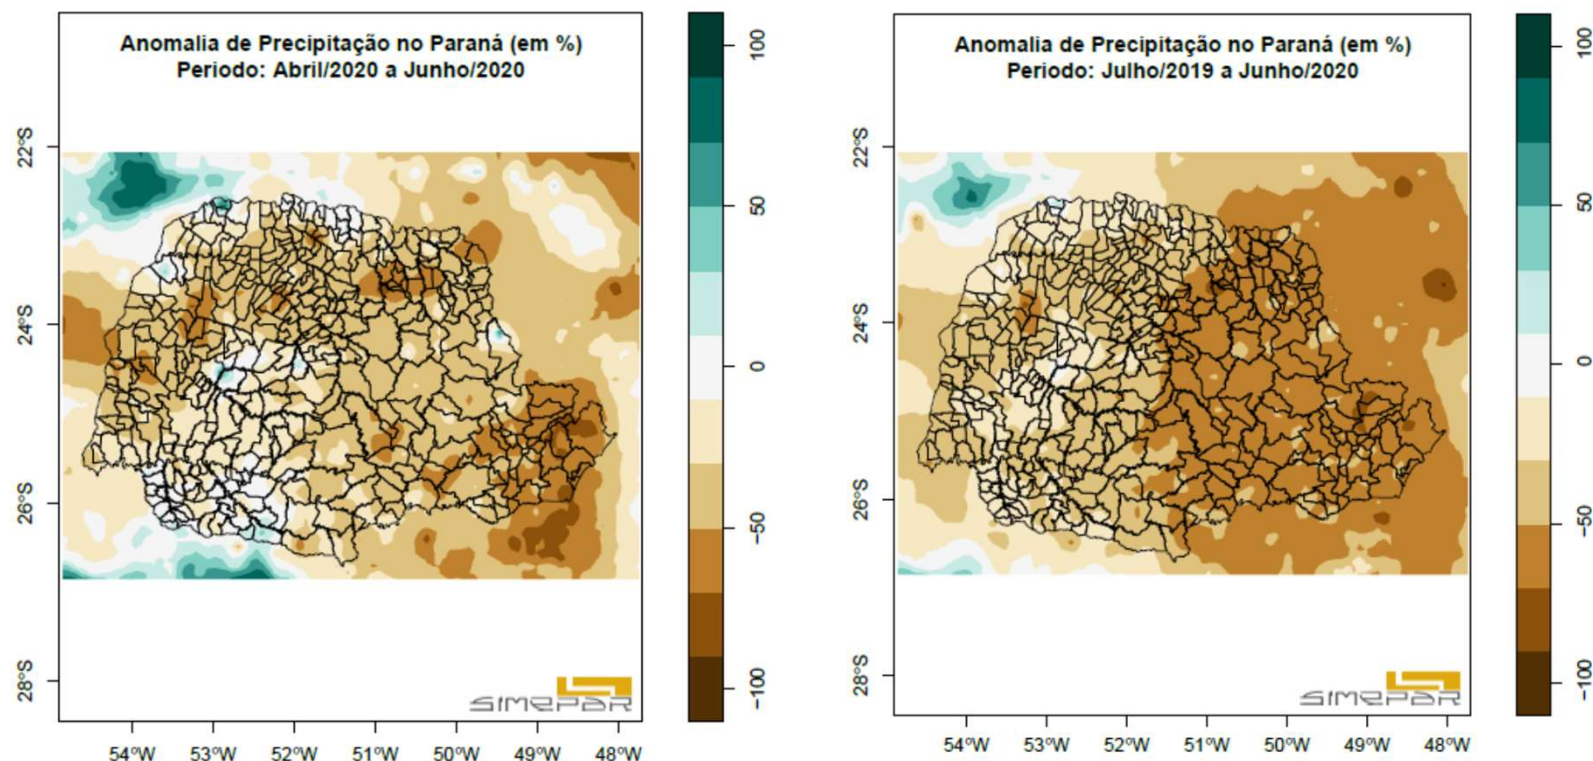 Anomalia de Precipitação no Paraná (em %)
Periodo: Abril/2020 a Junho/2020
22°S
24°S
26°S
28°S
54°W 53°W 52°W 51°W 50°W 49°W 48°W
100
50
0
−50
−100
SIMEPAR
Anomalia de Precipitação no Paraná (em %)
Periodo: Julho/2019 a Junho/2020
22°S
24°S
26°S
28°S
54°W 53°W 52°W 51°W 50°W 49°W 48°W
100
50
0
−50
−100
SIMEPAR